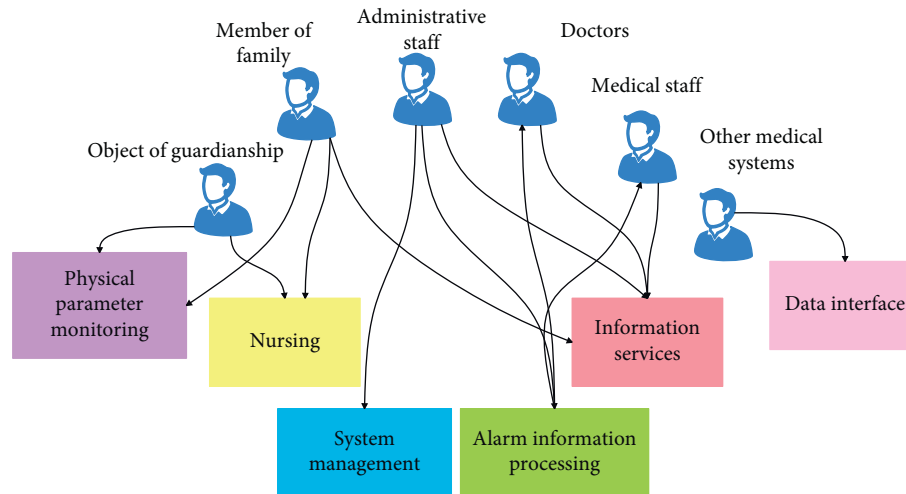 Member of
family
Administrative
staff
Doctors
Medical staff
Other medical
systems
Object of guardianship
Physical
parameter
monitoring
Nursing
Information
services
Data interface
System
management
Alarm information
processing